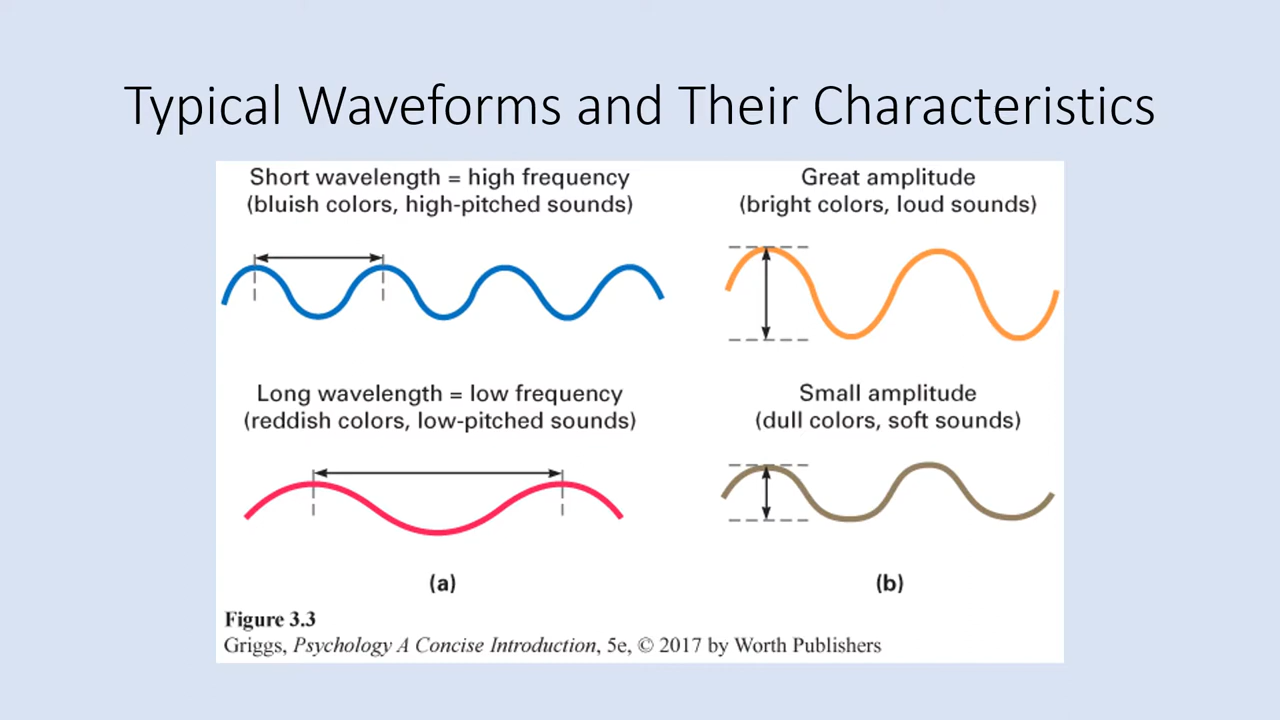 Typical Waveforms and Their Characteristics
Short wavelength = high frequency
(bluish colors, high-pitched sounds)
Great amplitude
(bright colors, loud sounds)
Long wavelength = low frequency
(reddish colors, low-pitched sounds)
Small amplitude
(dull colors, soft sounds)
(a)
(b)
Figure 3.3
Griggs, Psychology A Concise Introduction, 5e, © 2017 by Worth Publishers